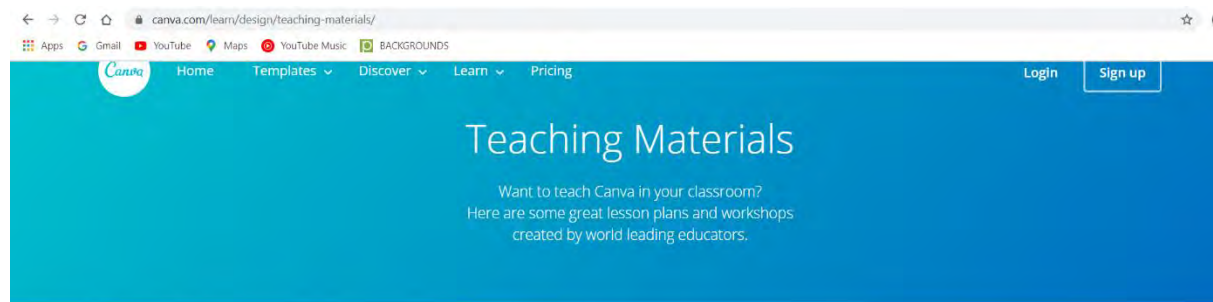 canva.com/learn/design/teaching-materials/
Apps Gmail YouTube Maps YouTube Music BACKGROUNDS
Canva Home Templates Discover Learn Pricing Login Sign up
Teaching Materials
Want to teach Canva in your classroom?
Here are some great lesson plans and workshops
created by world leading educators.